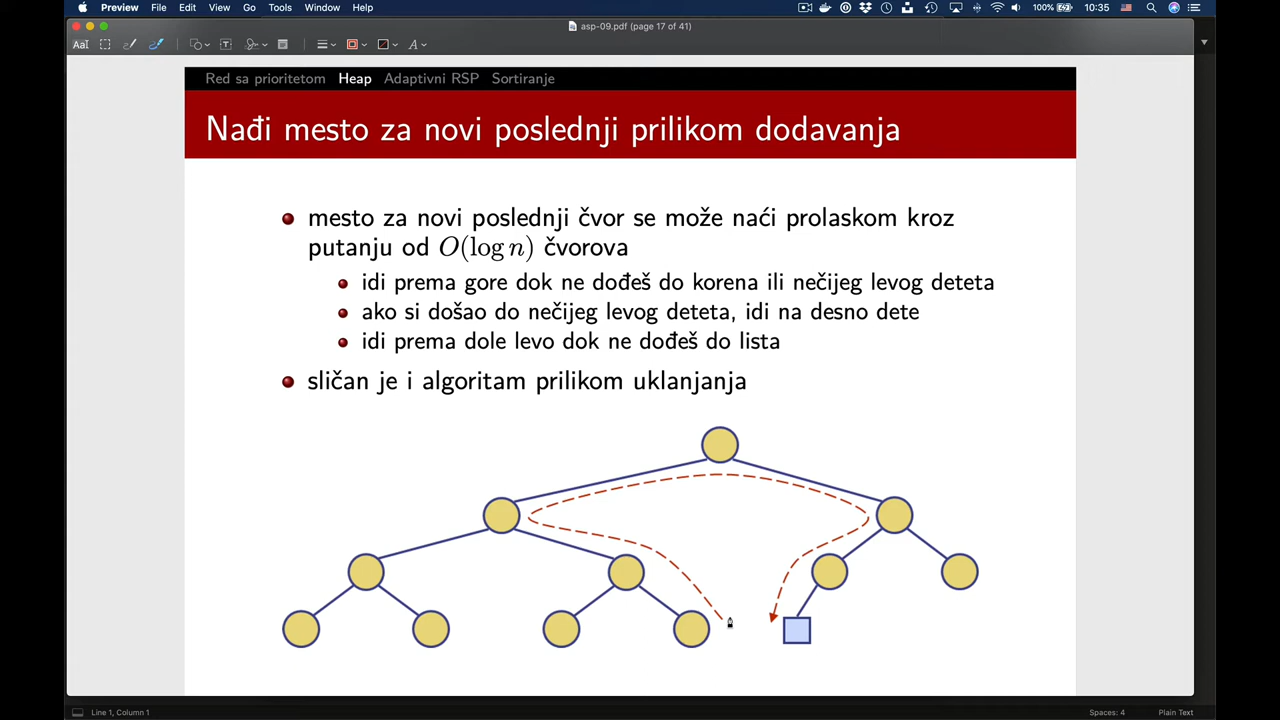 Preview File Edit View Go Tools Window Help 100% 10:35
asp-09.pdf (page 17 of 41)
AaI T A
Red sa prioritetom Heap Adaptivni RSP Sortiranje
Nađi mesto za novi poslednji prilikom dodavanja
mesto za novi poslednji čvor se može naći prolaskom kroz
putanju od O(log n) čvorova
idi prema gore dok ne dođeš do korena ili nečijeg levog deteta
ako si došao do nečijeg levog deteta, idi na desno dete
idi prema dole levo dok ne dođeš do lista
sličan je i algoritam prilikom uklanjanja
Line 1, Column 1 Spaces: 4 Plain Text